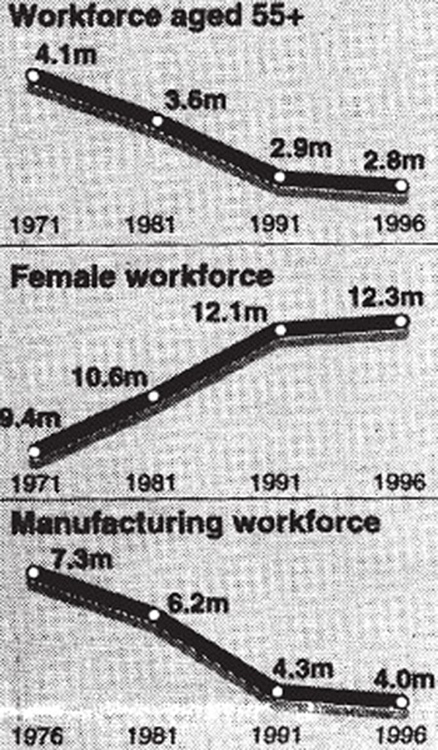 Workforce aged 55+
4.1m
3.6m
2.9m
2.8m
1971 1981 1991 1996
Female workforce
12.3m
12.1m
10.6m
9.4m
1971 1981 1991 1996
Manufacturing workforce
7.3m
6.2m
4.3m
4.0m
1976 1981 1991 1996